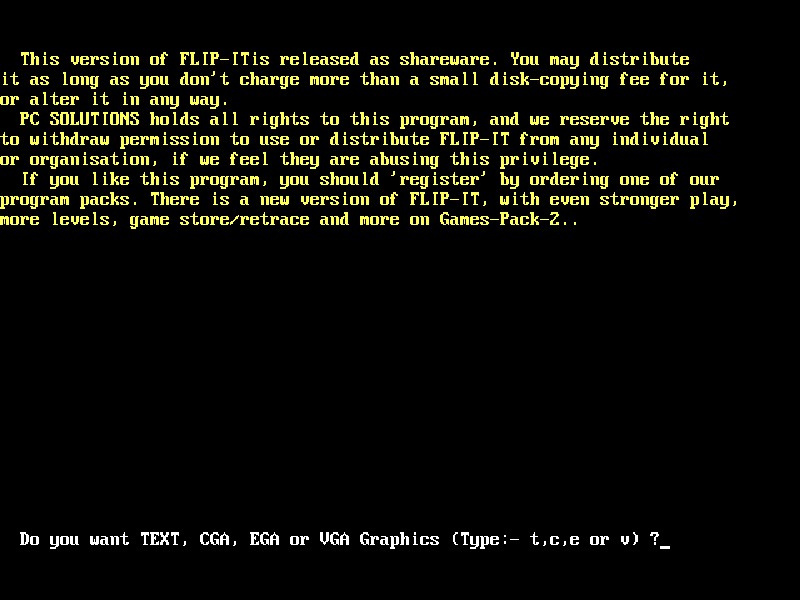 This version of FLIP-ITis released as shareware. You may distribute
it as long as you don't charge more than a small disk-copying fee for it,
or alter it in any way.
PC SOLUTIONS holds all rights to this program, and we reserve the right
to withdraw permission to use or distribute FLIP-IT from any individual
or organisation, if we feel they are abusing this privilege.
If you like this program, you should 'register' by ordering one of our
program packs. There is a new version of FLIP-IT, with even stronger play,
more levels, game store/retrace and more on Games-Pack-2..
Do you want TEXT, CGA, EGA or VGA Graphics (Type:- t,c,e or v) ?_